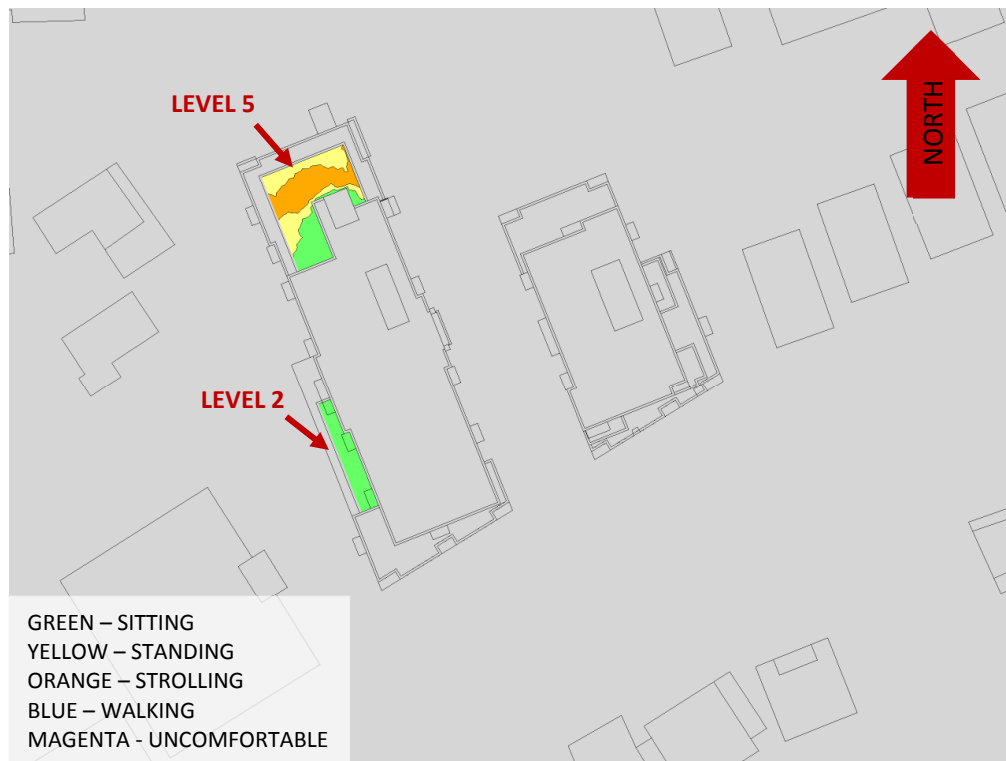 LEVEL 5
NORTH
LEVEL 2
GREEN – SITTING
YELLOW – STANDING
ORANGE – STROLLING
BLUE – WALKING
MAGENTA - UNCOMFORTABLE